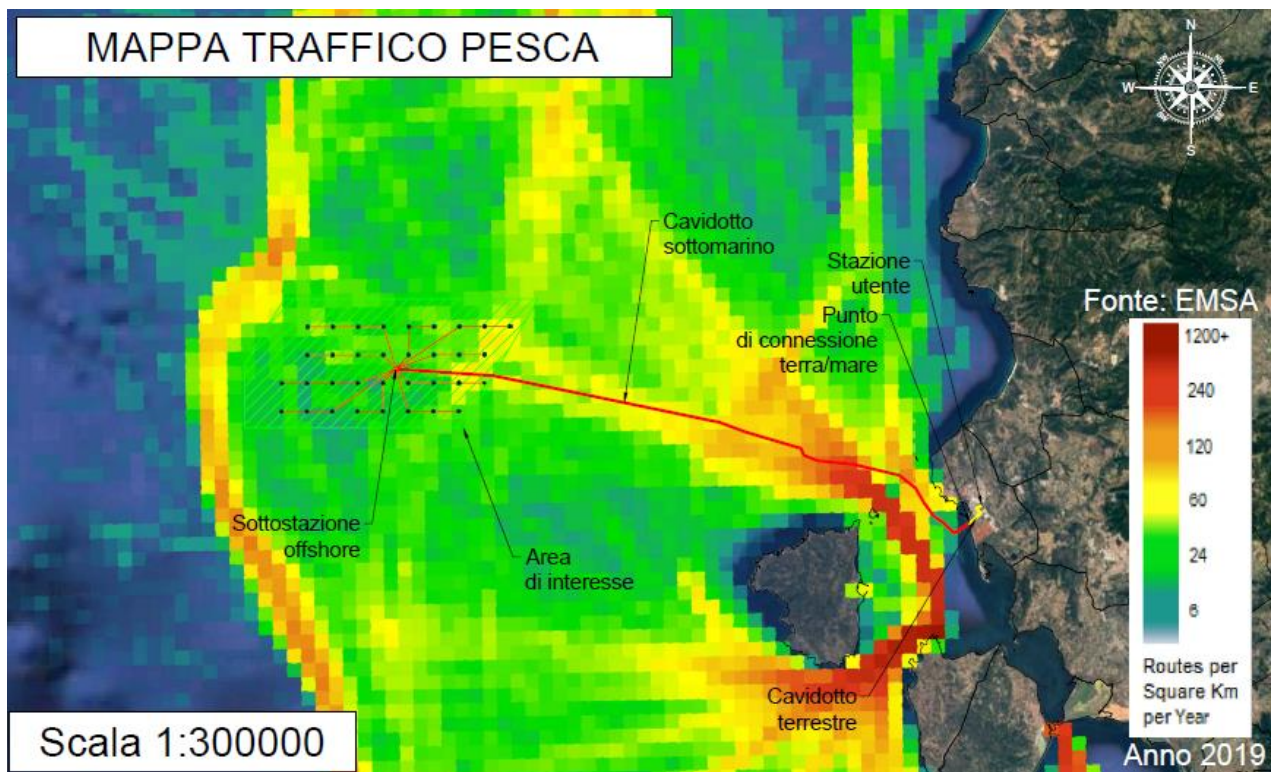 MAPPA TRAFFICO PESCA
N
W
E
S
Cavidotto
sottomarino
Stazione
utente
Punto
di connessione
terra/mare
Fonte: EMSA
1200+
240
120
60
24
6
Routes per
Square Km
per Year
Sottostazione
offshore
Area
di interesse
Cavidotto
terrestre
Scala 1:300000
Anno 2019